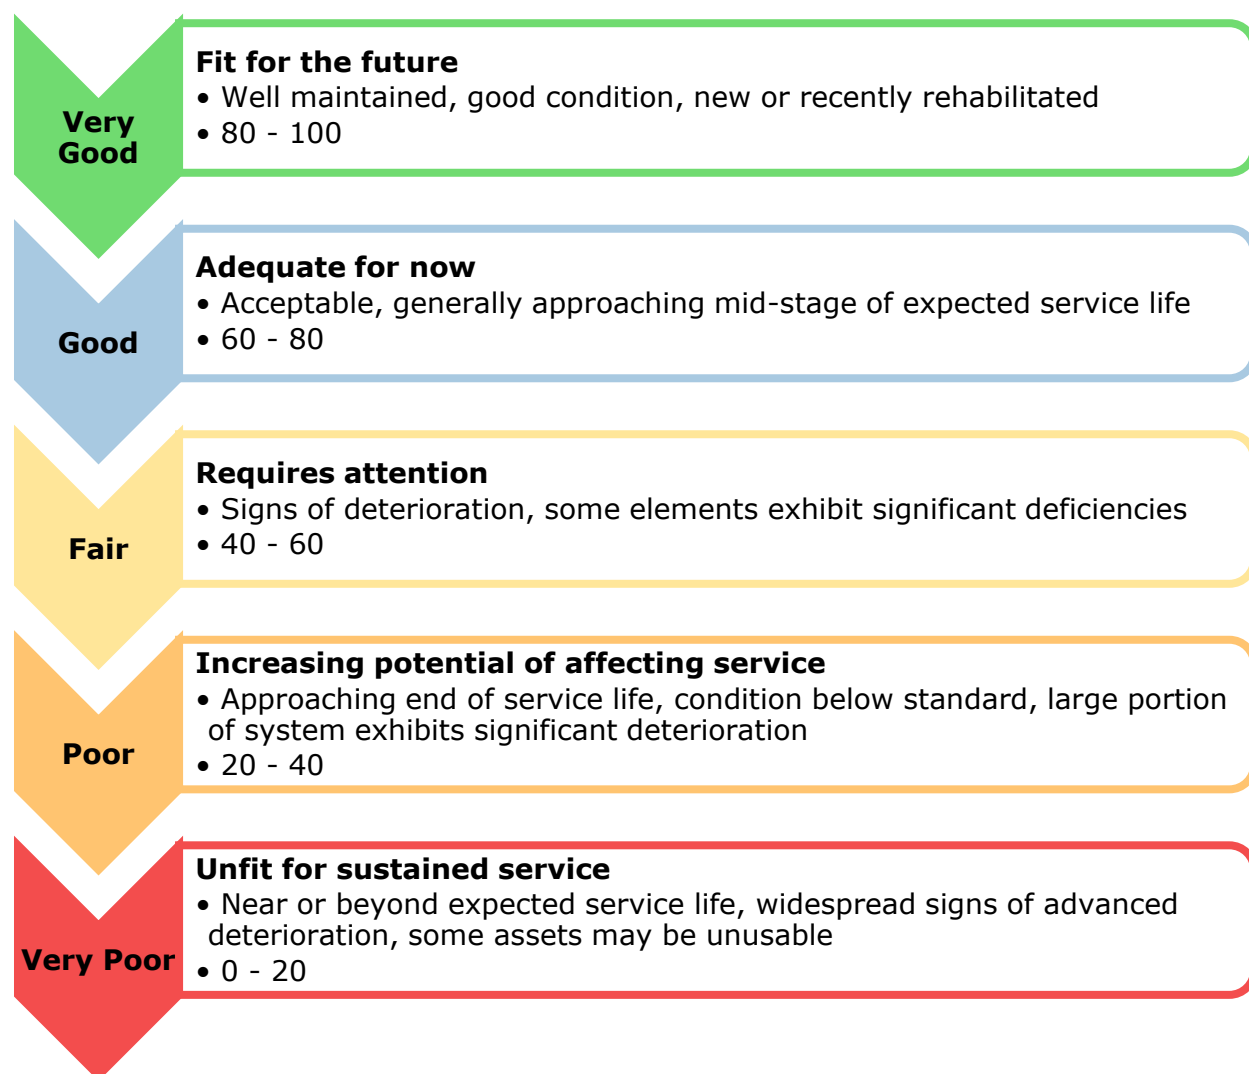 Very
Good
Fit for the future
• Well maintained, good condition, new or recently rehabilitated
• 80 - 100
Good
Adequate for now
• Acceptable, generally approaching mid-stage of expected service life
• 60 - 80
Fair
Requires attention
• Signs of deterioration, some elements exhibit significant deficiencies
• 40 - 60
Poor
Increasing potential of affecting service
• Approaching end of service life, condition below standard, large portion
of system exhibits significant deterioration
• 20 - 40
Very Poor
Unfit for sustained service
• Near or beyond expected service life, widespread signs of advanced
deterioration, some assets may be unusable
• 0 - 20